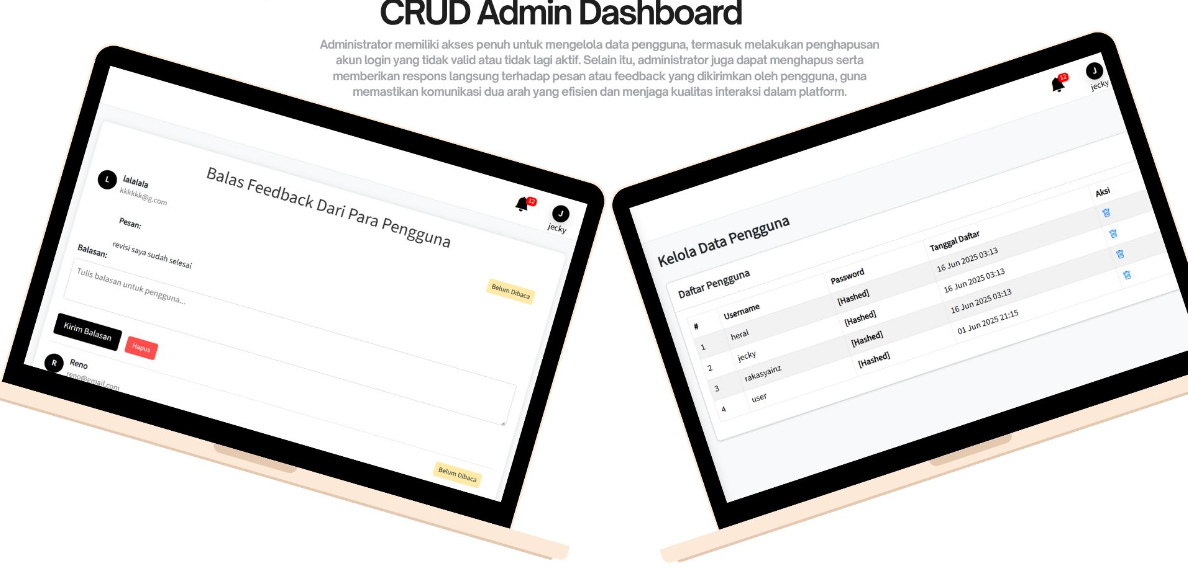 CRUD Admin Dashboard
Administrator memiliki akses penuh untuk mengelola data pengguna, termasuk melakukan penghapusan
akun login yang tidak valid atau tidak lagi aktif. Selain itu, administrator juga dapat menghapus serta
memberikan respons langsung terhadap pesan atau feedback yang dikirimkan oleh pengguna, guna
memastikan komunikasi dua arah yang efisien dan menjaga kualitas interaksi dalam platform.
12
J
jecky
Balas Feedback Dari Para Pengguna
L
lalalala
kkkhkk@g.com
Pesan:
revisi saya sudah selesai
Belum Dibaca
Balasan:
Tulis balasan untuk pengguna...
Kirim Balasan
Hapus
R
Reno
reno@email.com
Belum Dibaca
12
J
jecky
Kelola Data Pengguna
Daftar Pengguna
# Username Password Tanggal Daftar Aksi
1 heral [Hashed] 16 Jun 2025 03:13
2 jecky [Hashed] 16 Jun 2025 03:13
3 rakasyainz [Hashed] 16 Jun 2025 03:13
4 user [Hashed] 01 Jun 2025 21:15